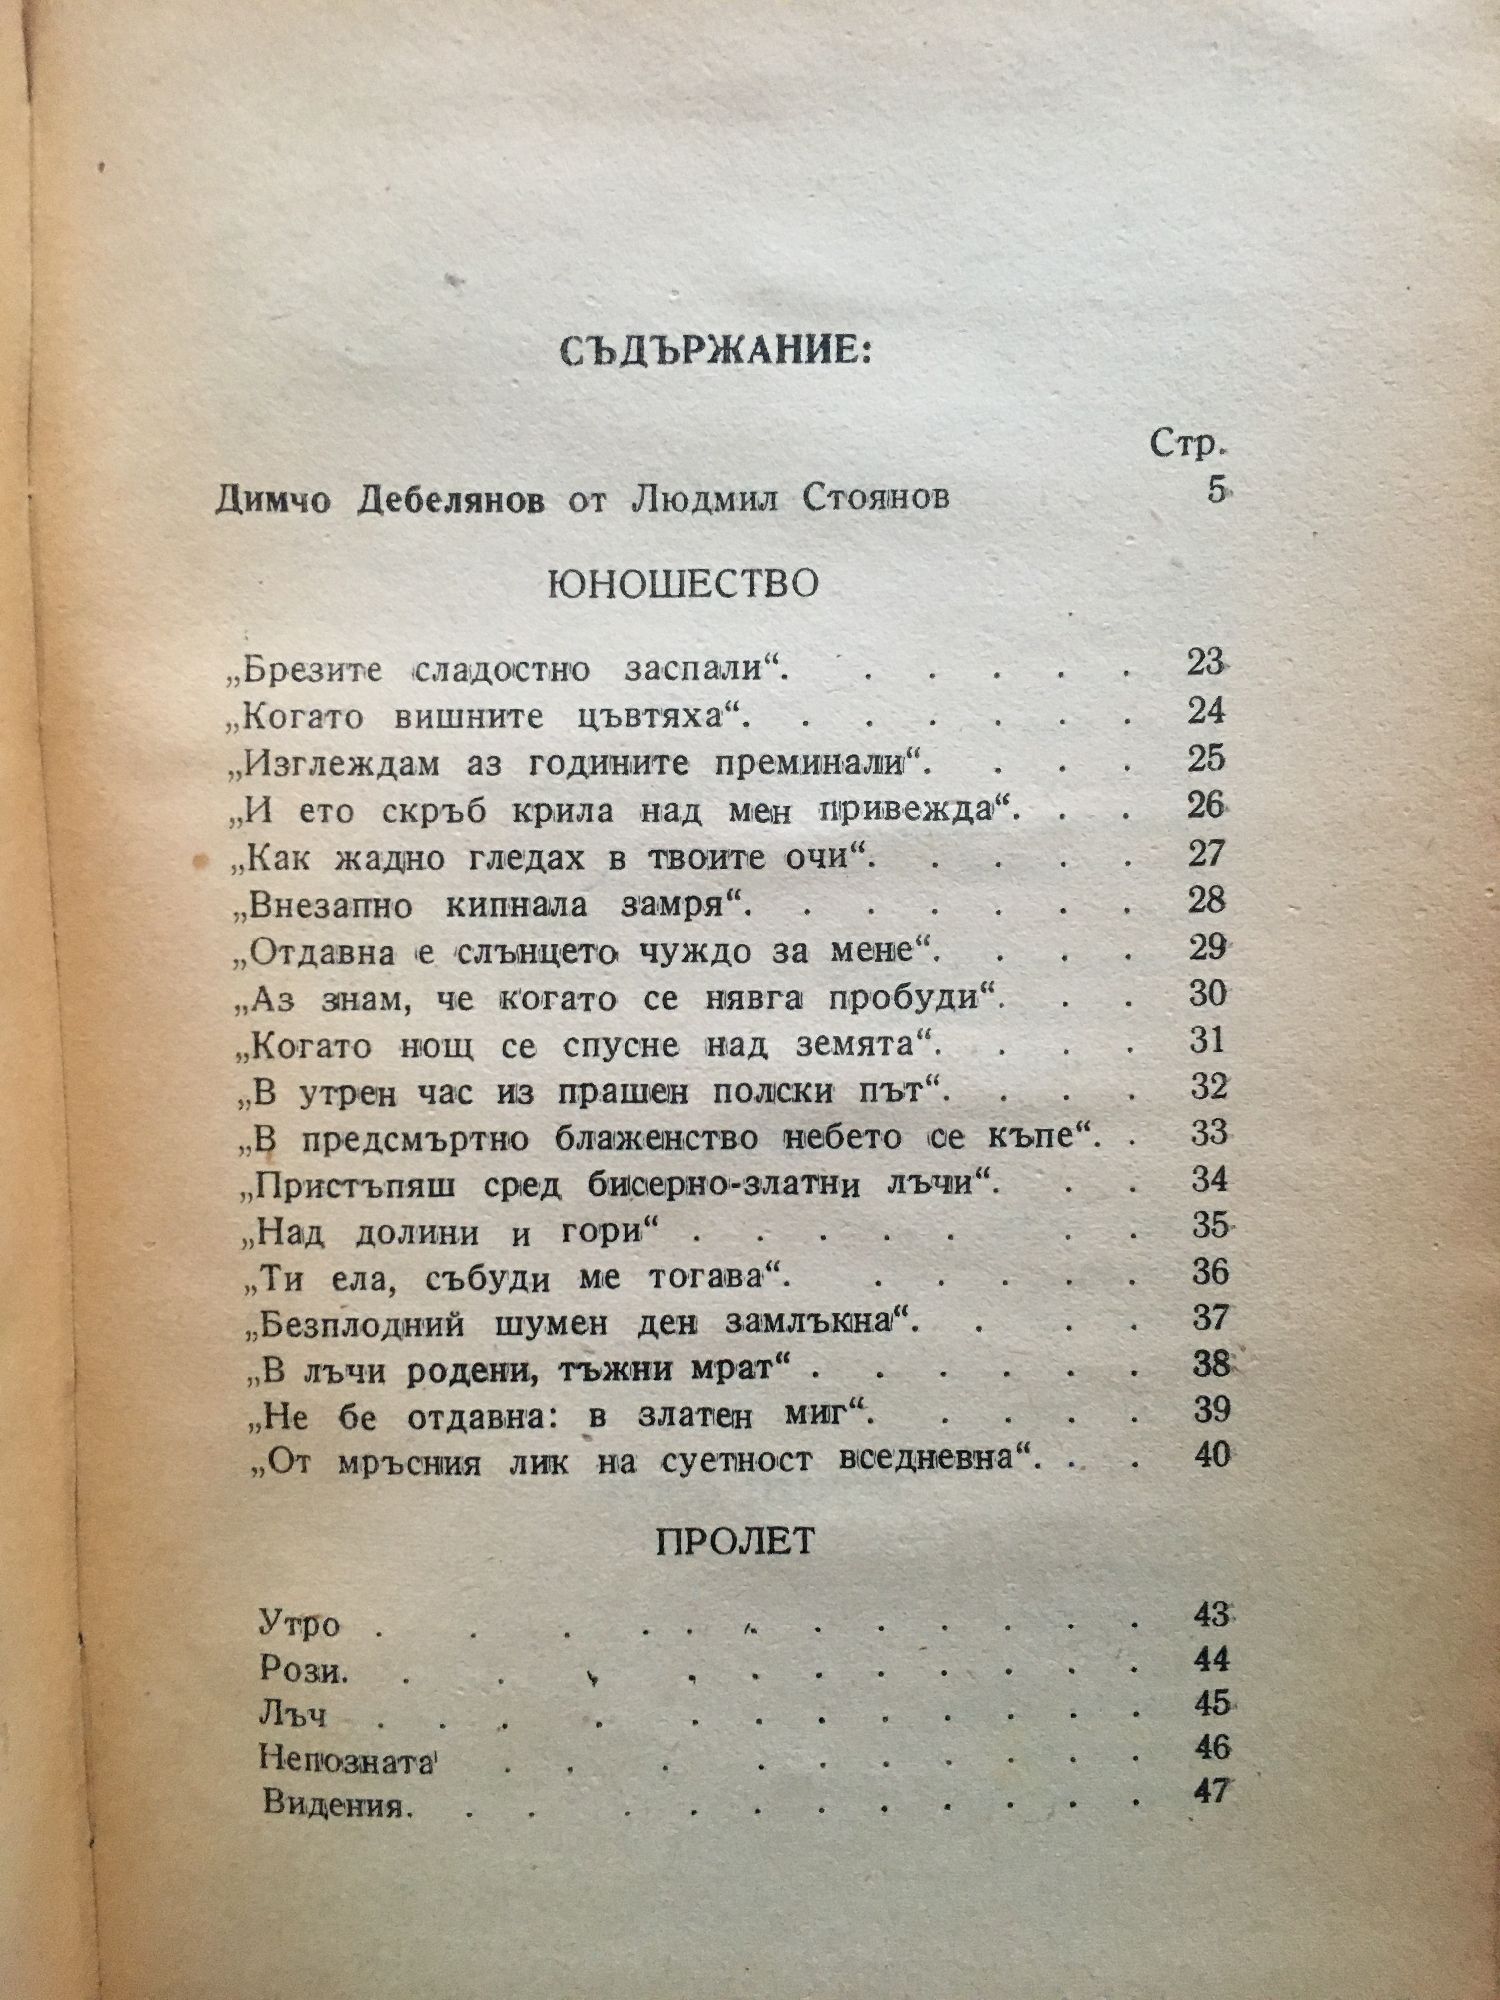 СЪДЪРЖАНИЕ:
Стр.
Димчо Дебелянов от Людмил Стоянов 5
ЮНОШЕСТВО
„Брезите сладостно заспали“. . . . . . 23
„Когато вишните цъвтяха“. . . . . . . 24
„Изглеждам аз годините преминали“. . . . 25
„И ето скръб крила над мен привежда“. . . 26
„Как жадно гледах в твоите очи“. . . . . 27
„Внезапно кипнала замря“. . . . . . . 28
„Отдавна е слънцето чуждо за мене“. . . . 29
„Аз знам, че когато се нявга пробуди“. . . 30
„Когато нощ се спусне над земята“. . . . 31
„В утрен час из прашен полски път“. . . . 32
„В предсмъртно блаженство небето се къпе“. . 33
„Пристъпяш сред бисерно-златни лъчи“. . . 34
„Над долини и гори“ . . . . . . . 35
„Ти ела, събуди ме тогава“. . . . . . 36
„Безплодний шумен ден замлъкна“. . . . 37
„В лъчи родени, тъжни мрат“ . . . . . . 38
„Не бе отдавна: в златен миг“. . . . . 39
„От мръсния лик на суетност вседневна“. . . 40
ПРОЛЕТ
Утро . . . . . . . . . . . . 43
Рози. . . . . . . . . . . . 44
Лъч . . . . . . . . . . . . 45
Непозната . . . . . . . . . . 46
Видения. . . . . . . . . . . . 47